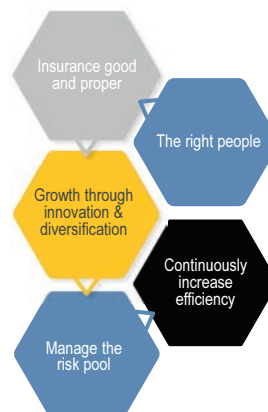 Insurance good
and proper
The right people
Growth through
innovation &
diversification
Continuously
increase
efficiency
Manage the
risk pool